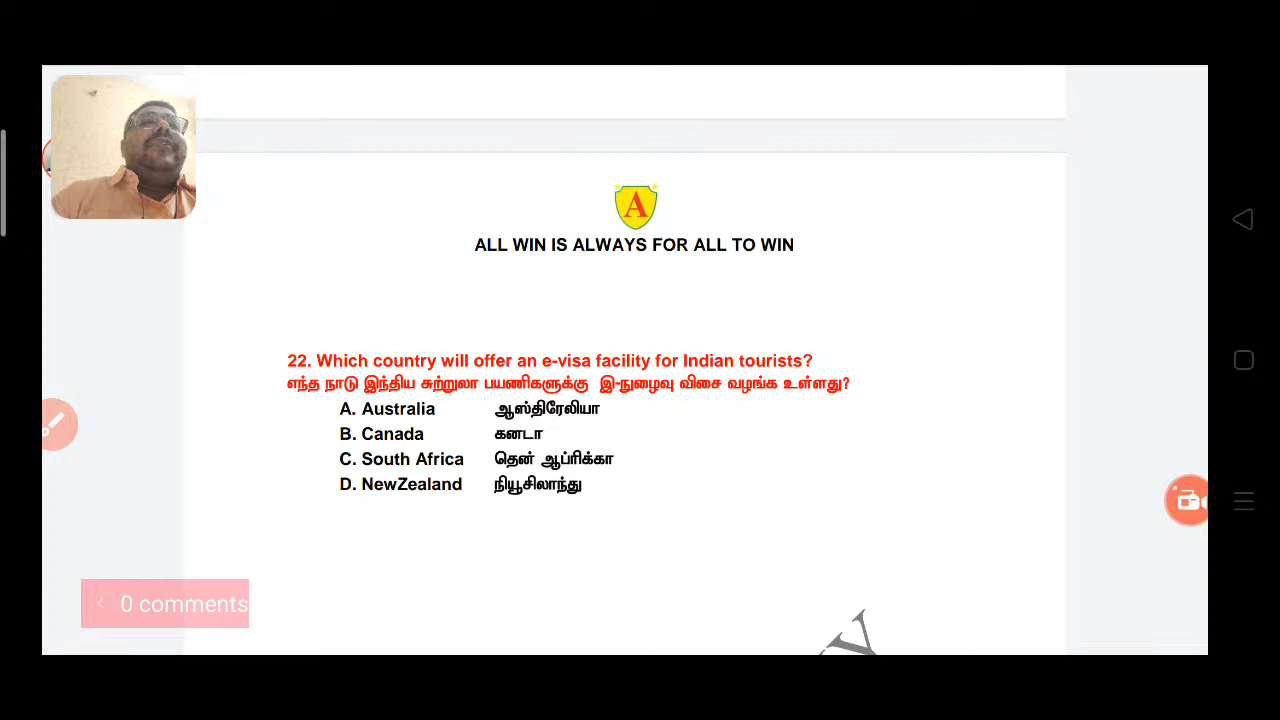 A
ALL WIN IS ALWAYS FOR ALL TO WIN
22. Which country will offer an e-visa facility for Indian tourists?
எந்த நாடு இந்திய சுற்றுலா பயணிகளுக்கு இ-நுழைவு விசை வழங்க உள்ளது?
A. Australia ஆஸ்திரேலியா
B. Canada கனடா
C. South Africa தென் ஆப்ரிக்கா
D. NewZealand நியூசிலாந்து
0 comments